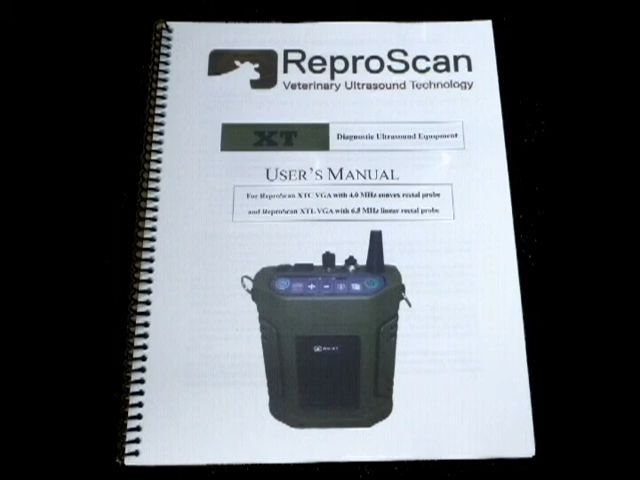 ReproScan
Veterinary Ultrasound Technology
XT
Diagnostic Ultrasound Equipment
USER'S MANUAL
For ReproScan XTC VGA with 4.0 MHz convex rectal probe
and ReproScan XTL VGA with 6.5 MHz linear rectal probe